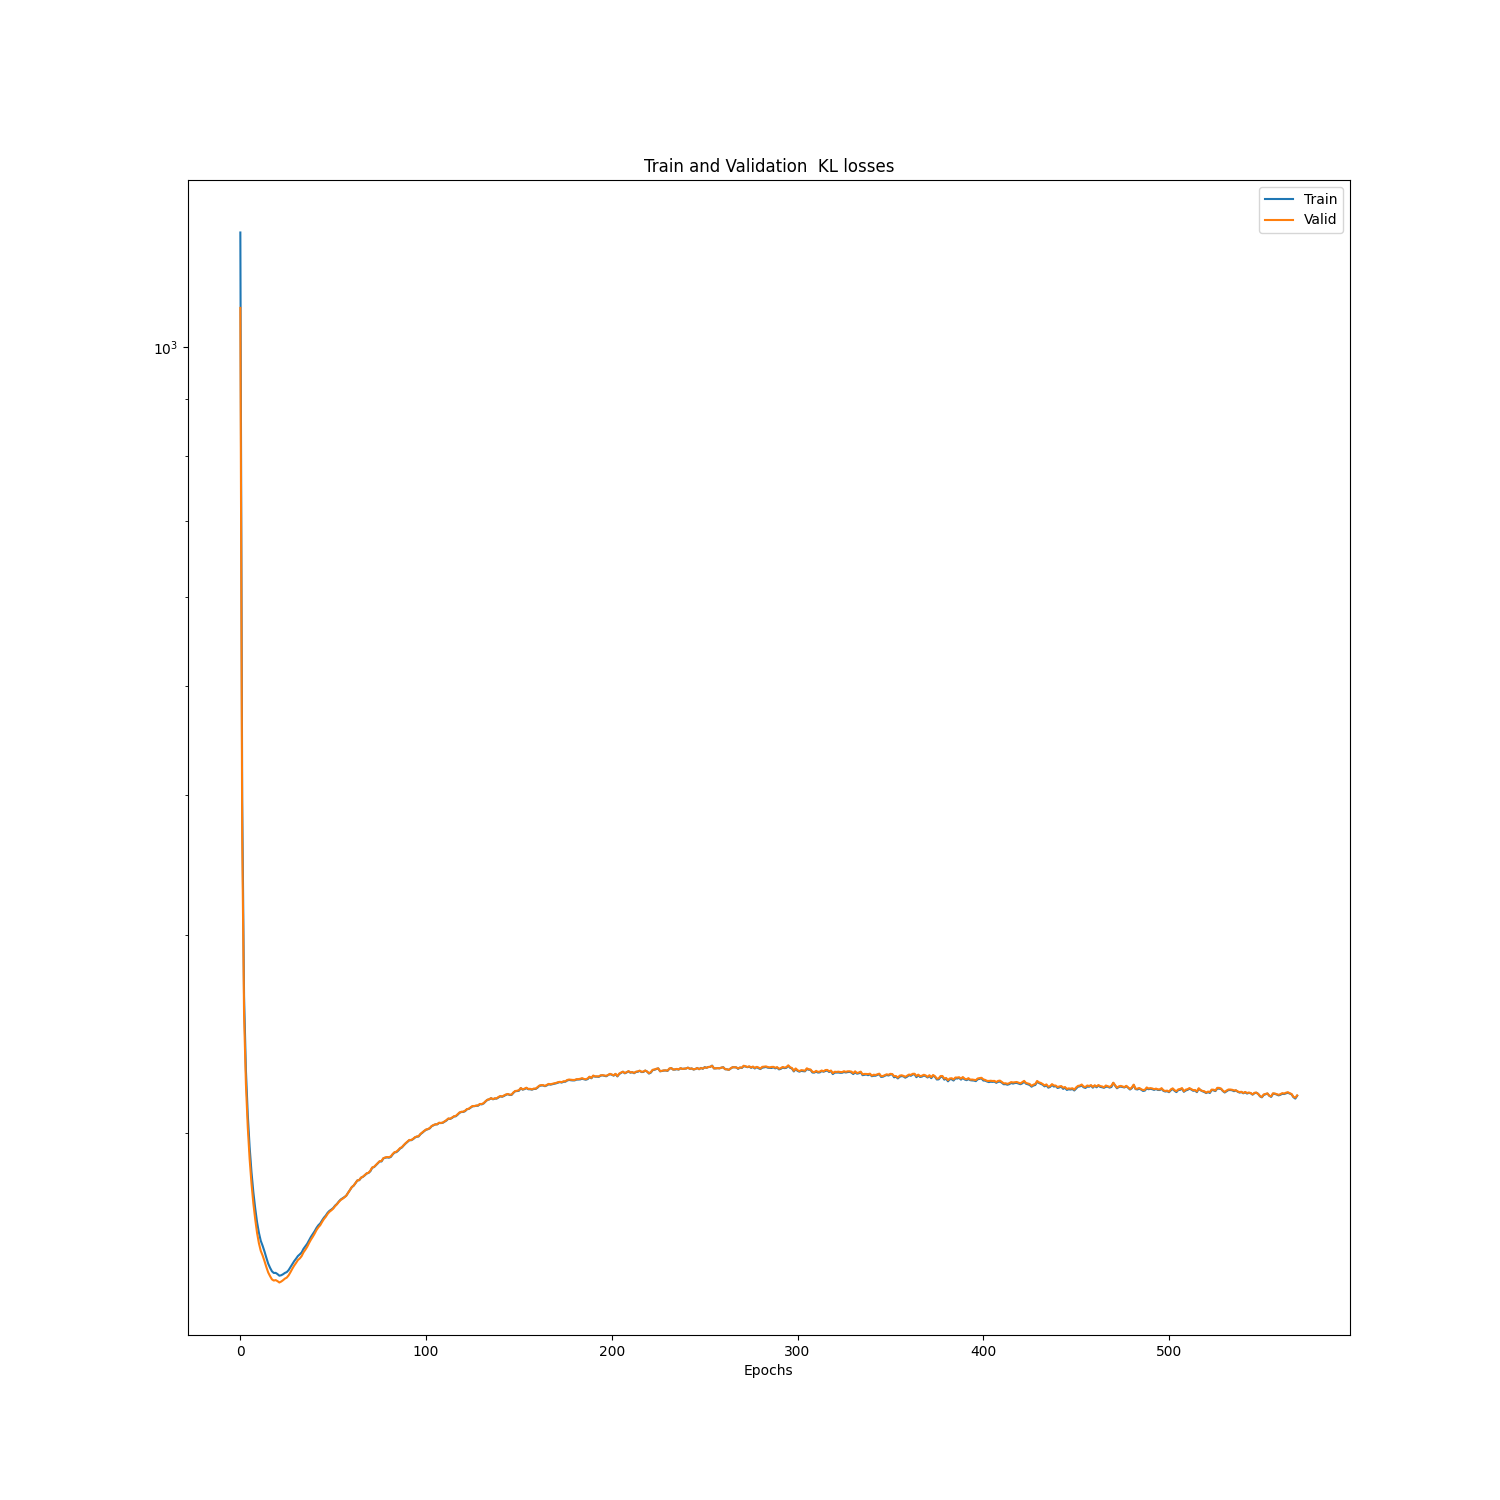 Train and Validation  KL losses
Train
Valid
10³
0 100 200 300 400 500
Epochs